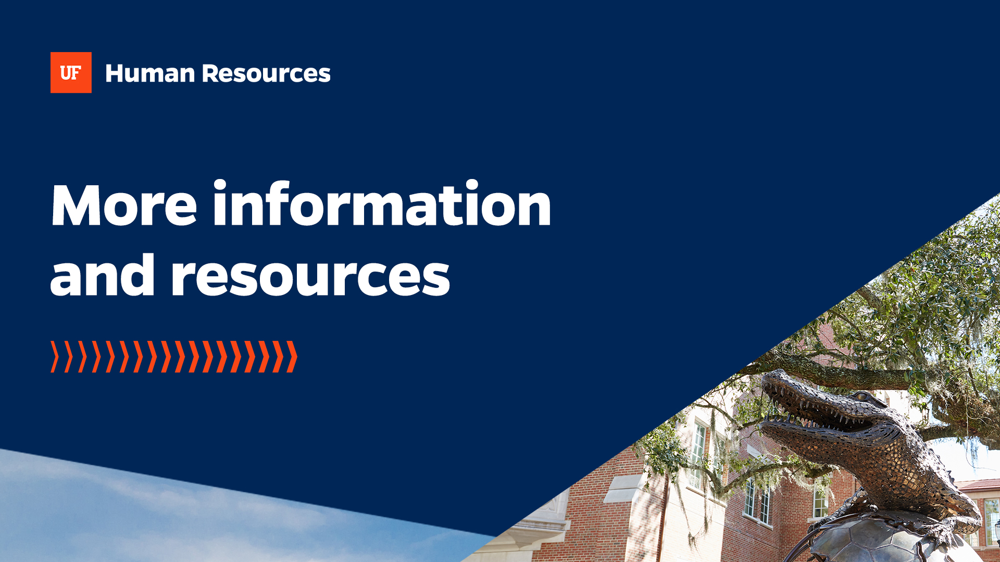 UF Human Resources
More information
and resources